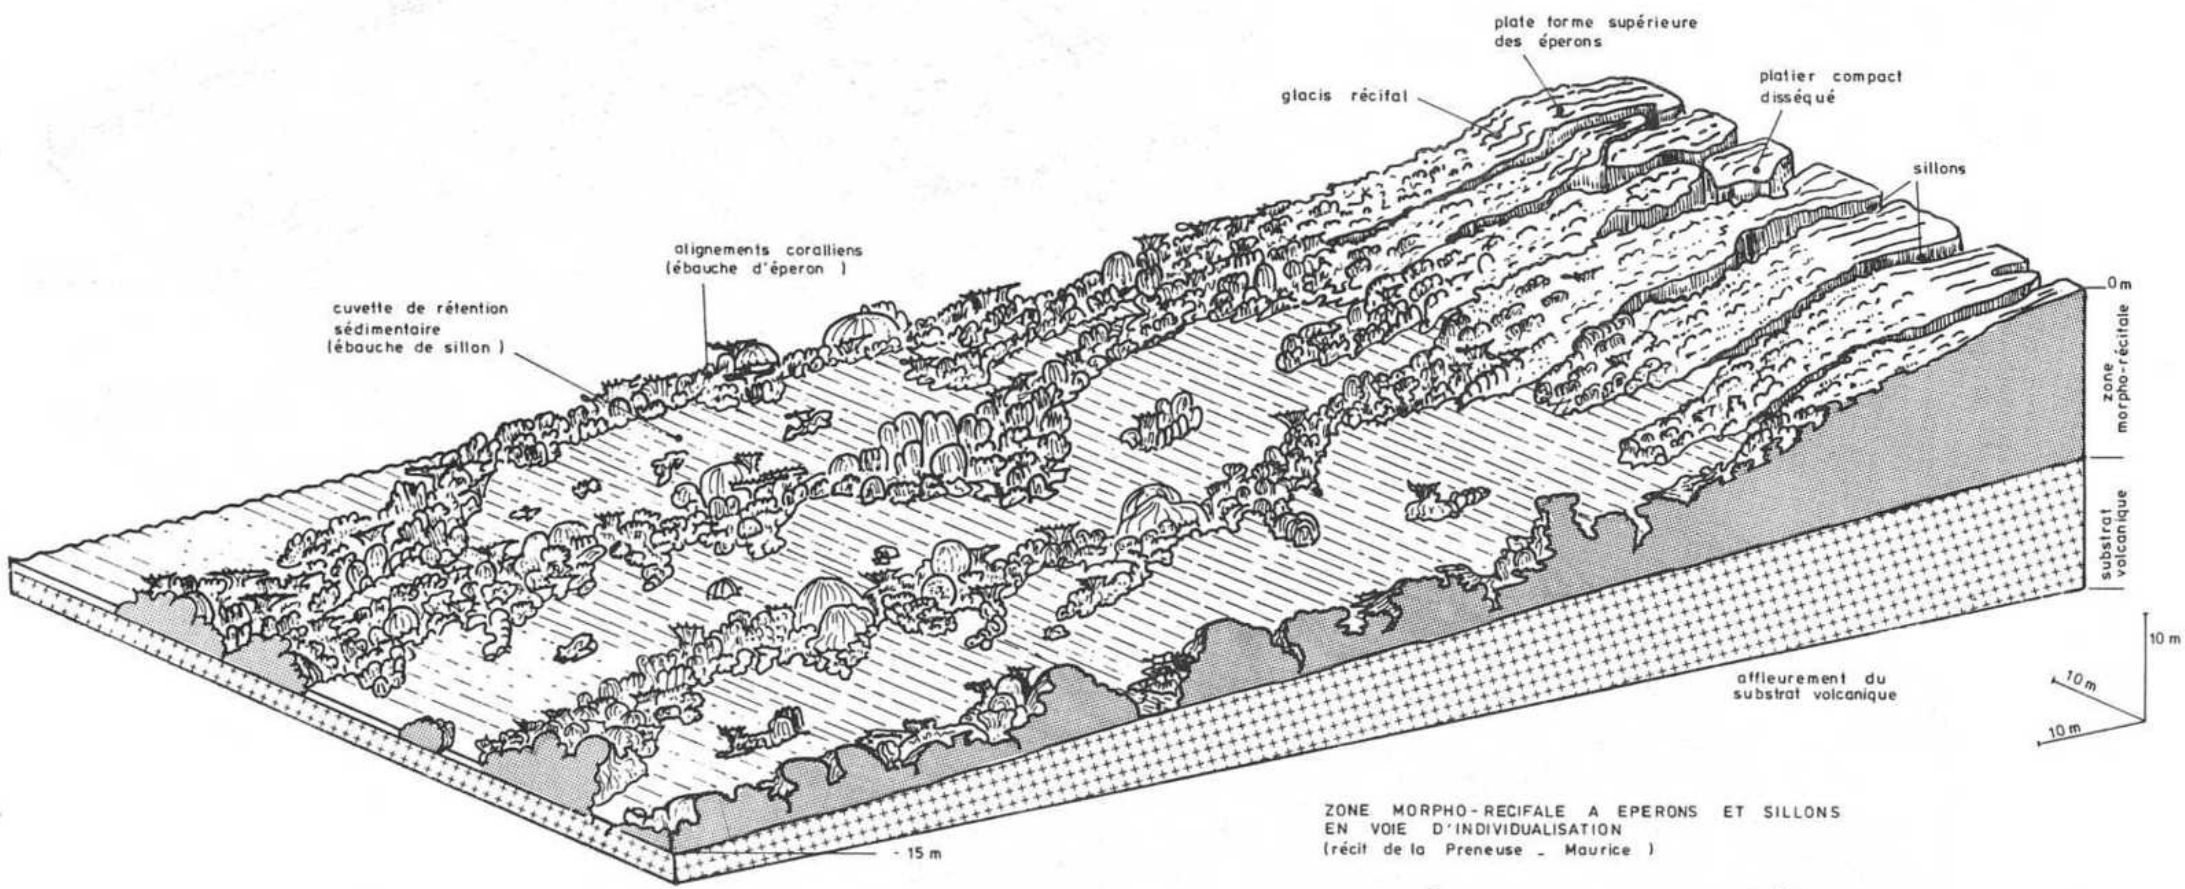 plate forme supérieure
des éperons
glacis récifal
platier compact
disséqué
sillons
alignements coralliens
(ébauche d'éperon )
cuvette de rétention
sédimentaire
(ébauche de sillon )
0 m
zone
morpho-récifale
substrat
volcanique
10 m
10 m
10 m
affleurement du
substrat volcanique
- 15 m
ZONE MORPHO-RECIFALE A EPERONS ET SILLONS
EN VOIE D'INDIVIDUALISATION
(récif de la Preneuse _ Maurice )